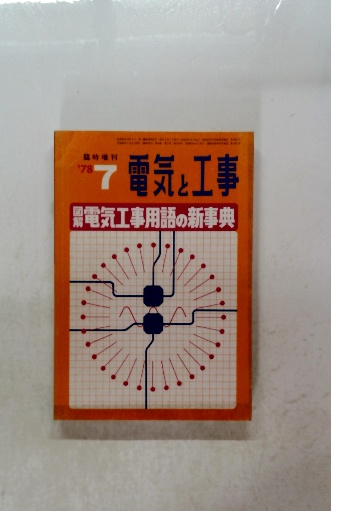 臨時増刊
'78 7 電気と工事
図解 電気工事用語の新事典